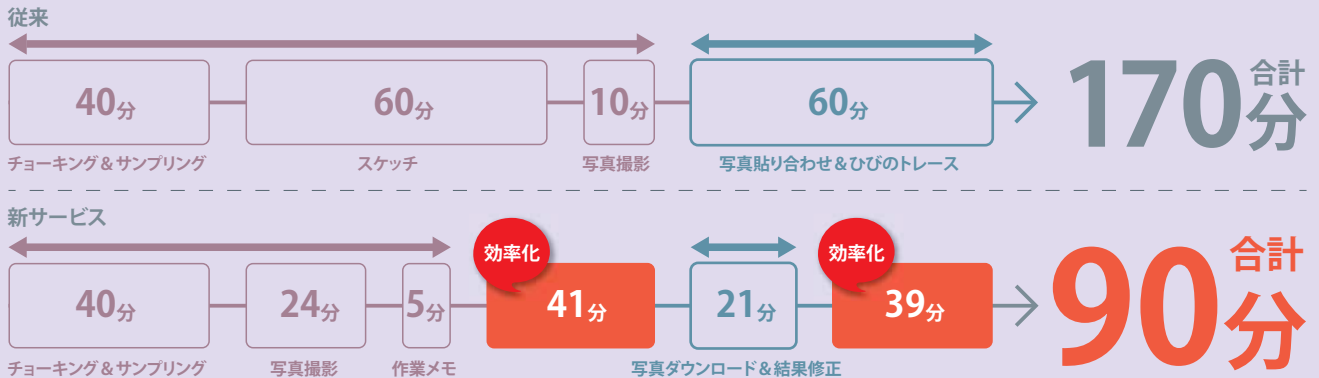 従来
40分
60分
10分
60分
合計
170分
チョーキング&サンプリング
スケッチ
写真撮影
写真貼り合わせ&ひびのトレース
新サービス
効率化
効率化
40分
24分
5分
41分
21分
39分
合計
90分
チョーキング&サンプリング
写真撮影
作業メモ
写真ダウンロード&結果修正